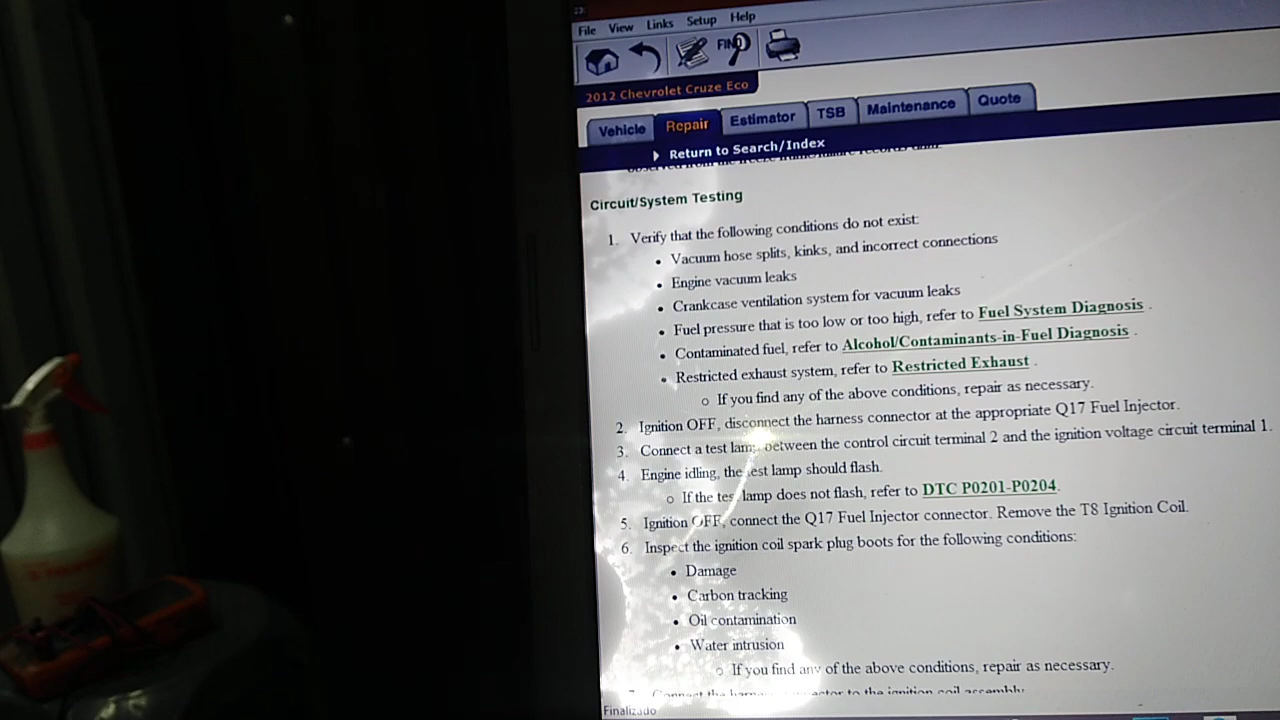 File View Links Setup Help
FIND
2012 Chevrolet Cruze Eco
Vehicle Repair Estimator TSB Maintenance Quote
Return to Search/Index
Circuit/System Testing
1. Verify that the following conditions do not exist:
• Vacuum hose splits, kinks, and incorrect connections
• Engine vacuum leaks
• Crankcase ventilation system for vacuum leaks
• Fuel pressure that is too low or too high, refer to Fuel System Diagnosis .
• Contaminated fuel, refer to Alcohol/Contaminants-in-Fuel Diagnosis .
• Restricted exhaust system, refer to Restricted Exhaust .
o If you find any of the above conditions, repair as necessary.
2. Ignition OFF, disconnect the harness connector at the appropriate Q17 Fuel Injector.
3. Connect a test lamp between the control circuit terminal 2 and the ignition voltage circuit terminal 1.
4. Engine idling, the test lamp should flash.
o If the test lamp does not flash, refer to DTC P0201-P0204.
5. Ignition OFF, connect the Q17 Fuel Injector connector. Remove the T8 Ignition Coil.
6. Inspect the ignition coil spark plug boots for the following conditions:
• Damage
• Carbon tracking
• Oil contamination
• Water intrusion
o If you find any of the above conditions, repair as necessary.
Finalizado